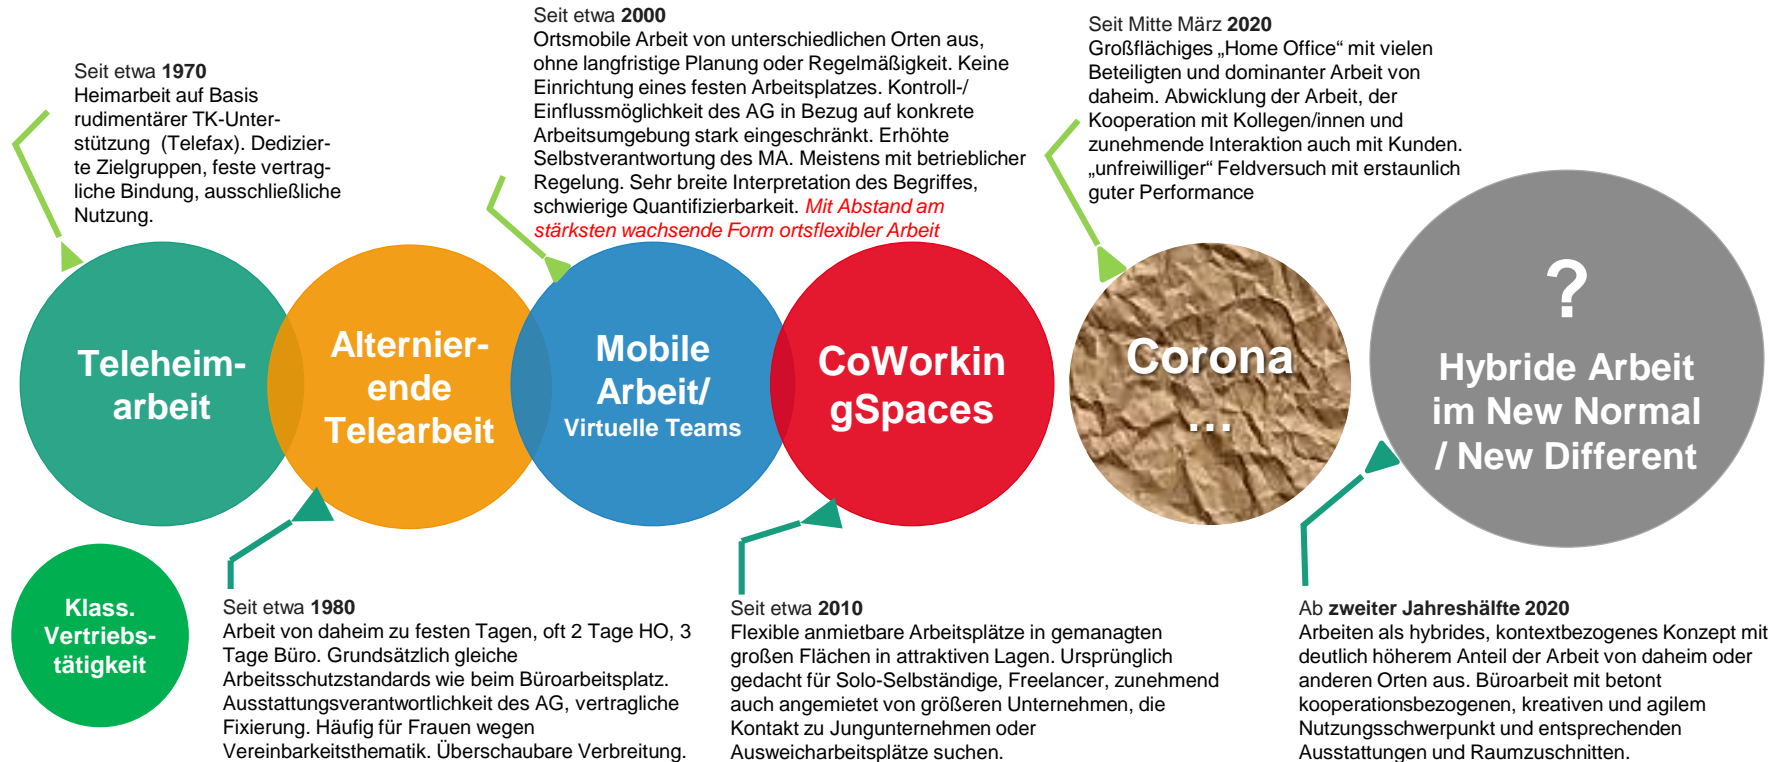 Seit etwa 1970
Heimarbeit auf Basis
rudimentärer TK-Unter-
stützung (Telefax). Dedizier-
te Zielgruppen, feste vertrag-
liche Bindung, ausschließliche
Nutzung.
Seit etwa 2000
Ortsmobile Arbeit von unterschiedlichen Orten aus,
ohne langfristige Planung oder Regelmäßigkeit. Keine
Einrichtung eines festen Arbeitsplatzes. Kontroll-/
Einflussmöglichkeit des AG in Bezug auf konkrete
Arbeitsumgebung stark eingeschränkt. Erhöhte
Selbstverantwortung des MA. Meistens mit betrieblicher
Regelung. Sehr breite Interpretation des Begriffes,
schwierige Quantifizierbarkeit. Mit Abstand am
stärksten wachsende Form ortsflexibler Arbeit
Seit Mitte März 2020
Großflächiges „Home Office“ mit vielen
Beteiligten und dominanter Arbeit von
daheim. Abwicklung der Arbeit, der
Kooperation mit Kollegen/innen und
zunehmende Interaktion auch mit Kunden.
„unfreiwilliger“ Feldversuch mit erstaunlich
guter Performance
Teleheim-
arbeit
Alternier-
ende
Telearbeit
Mobile
Arbeit/
Virtuelle Teams
CoWorkin
gSpaces
Corona
...
?
Hybride Arbeit
im New Normal
/ New Different
Klass.
Vertriebs-
tätigkeit
Seit etwa 1980
Arbeit von daheim zu festen Tagen, oft 2 Tage HO, 3
Tage Büro. Grundsätzlich gleiche
Arbeitsschutzstandards wie beim Büroarbeitsplatz.
Ausstattungsverantwortlichkeit des AG, vertragliche
Fixierung. Häufig für Frauen wegen
Vereinbarkeitsthematik. Überschaubare Verbreitung.
Seit etwa 2010
Flexible anmietbare Arbeitsplätze in gemanagten
großen Flächen in attraktiven Lagen. Ursprünglich
gedacht für Solo-Selbständige, Freelancer, zunehmend
auch angemietet von größeren Unternehmen, die
Kontakt zu Jungunternehmen oder
Ausweicharbeitsplätze suchen.
Ab zweiter Jahreshälfte 2020
Arbeiten als hybrides, kontextbezogenes Konzept mit
deutlich höherem Anteil der Arbeit von daheim oder
anderen Orten aus. Büroarbeit mit betont
kooperationsbezogenen, kreativen und agilem
Nutzungsschwerpunkt und entsprechenden
Ausstattungen und Raumzuschnitten.